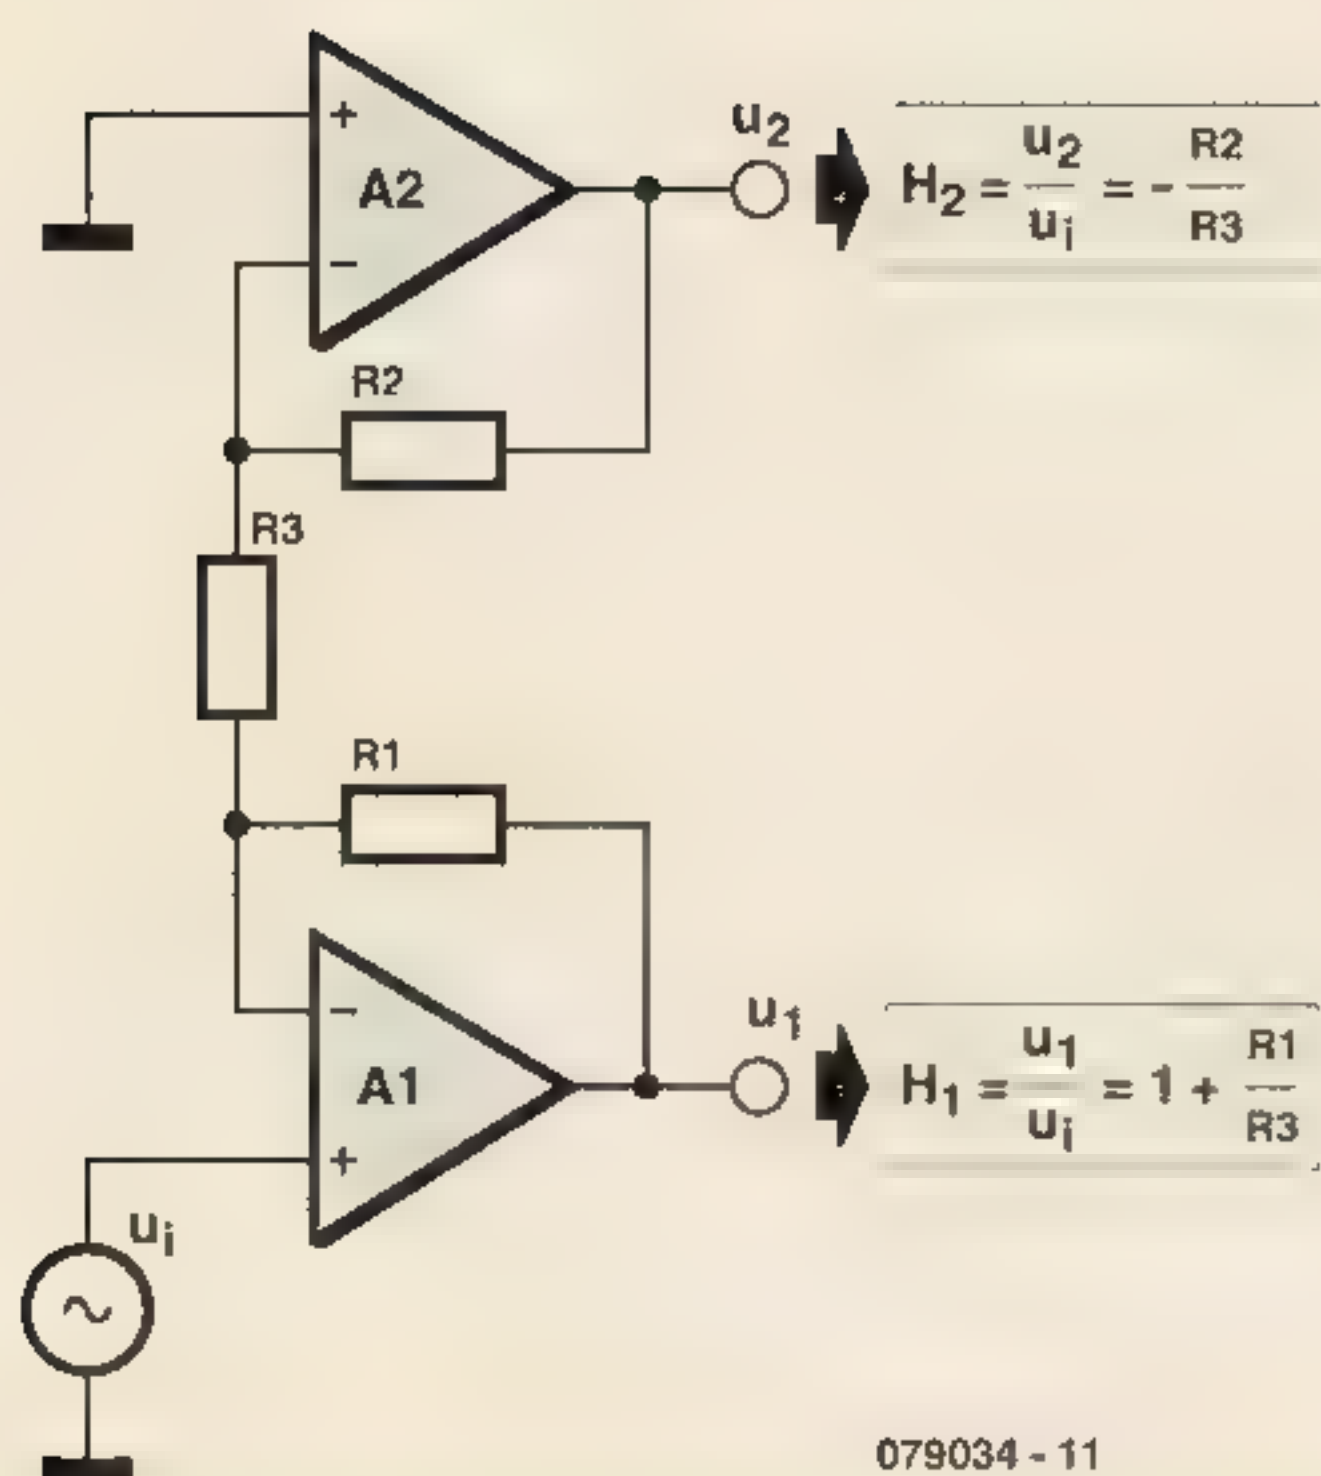 +
A2
−
u2
H2 = u2/ui = - R2/R3
R2
R3
R1
−
A1
+
u1
H1 = u1/ui = 1 + R1/R3
ui
~
079034 - 11